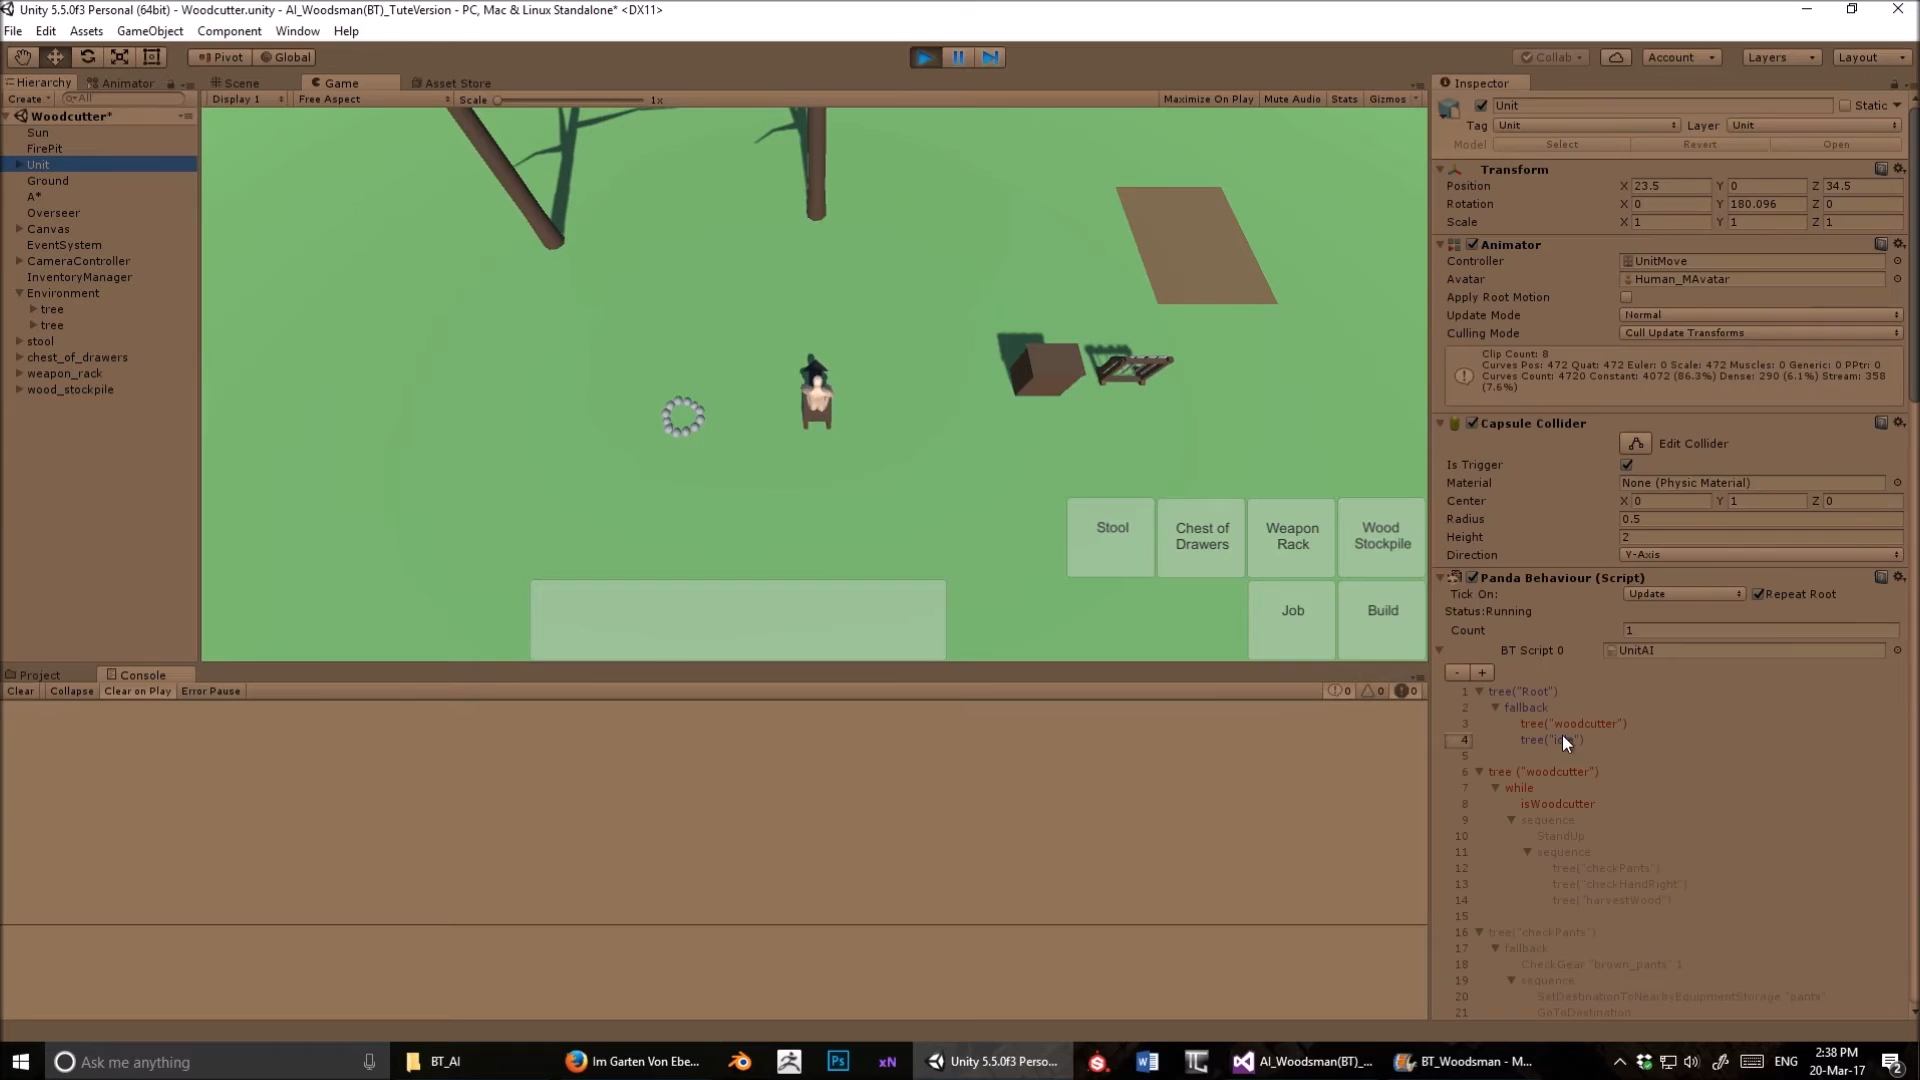 Unity 5.5.0f3 Personal (64bit) - Woodcutter.unity - AI_Woodsman(BT)_TuteVersion - PC, Mac & Linux Standalone* <DX11>
File Edit Assets GameObject Component Window Help
Pivot Global Collab Account Layers Layout
Hierarchy Animator Scene Game Asset Store Inspector
Create All Display 1 Free Aspect Scale 1x Maximize On Play Mute Audio Stats Gizmos Unit Static
Woodcutter*
Tag Unit Layer Unit
Sun
Model Select Revert Open
FirePit
Unit
Transform
Ground
Position X 23.5 Y 0 Z 34.5
A*
Rotation X 0 Y 180.096 Z 0
Overseer
Scale X 1 Y 1 Z 1
Canvas
EventSystem
Animator
CameraController
Controller UnitMove
InventoryManager
Avatar Human_MAvatar
Environment
Apply Root Motion
tree
Update Mode Normal
tree
Culling Mode Cull Update Transforms
stool
Clip Count: 8
chest_of_drawers
Curves Pos: 472 Quat: 472 Euler: 0 Scale: 472 Muscles: 0 Generic: 0 PPtr: 0
weapon_rack
Curves Count: 4720 Constant: 4072 (86.3%) Dense: 290 (6.1%) Stream: 358
(7.6%)
wood_stockpile
Capsule Collider
Edit Collider
Is Trigger
Material None (Physic Material)
Center X 0 Y 1 Z 0
Radius 0.5
Height 2
Direction Y-Axis
Stool Chest of Drawers Weapon Rack Wood Stockpile
Job Build
Panda Behaviour (Script)
Tick On: Update Repeat Root
Status:Running
Count 1
BT Script 0 UnitAI
Project Console
- +
Clear Collapse Clear on Play Error Pause 0 0 0
1 tree("Root")
2 fallback
3 tree("woodcutter")
4
5
6 tree ("woodcutter")
7 while
8 isWoodcutter
9 sequence
10 StandUp
11 sequence
12 tree("checkPants")
13 tree("checkHandRight")
14 tree("harvestWood")
15
16 tree("checkPants")
17 fallback
18 CheckGear "brown_pants" 1
19 sequence
20 SetDestinationToNearbyEquipmentStorage "pants"
21 GoToDestination
Ask me anything BT_AI Im Garten Von Ebe... Ps xN Unity 5.5.0f3 Perso... AI_Woodsman(BT)_... BT_Woodsman - M... ENG 2:38 PM
20-Mar-17 2